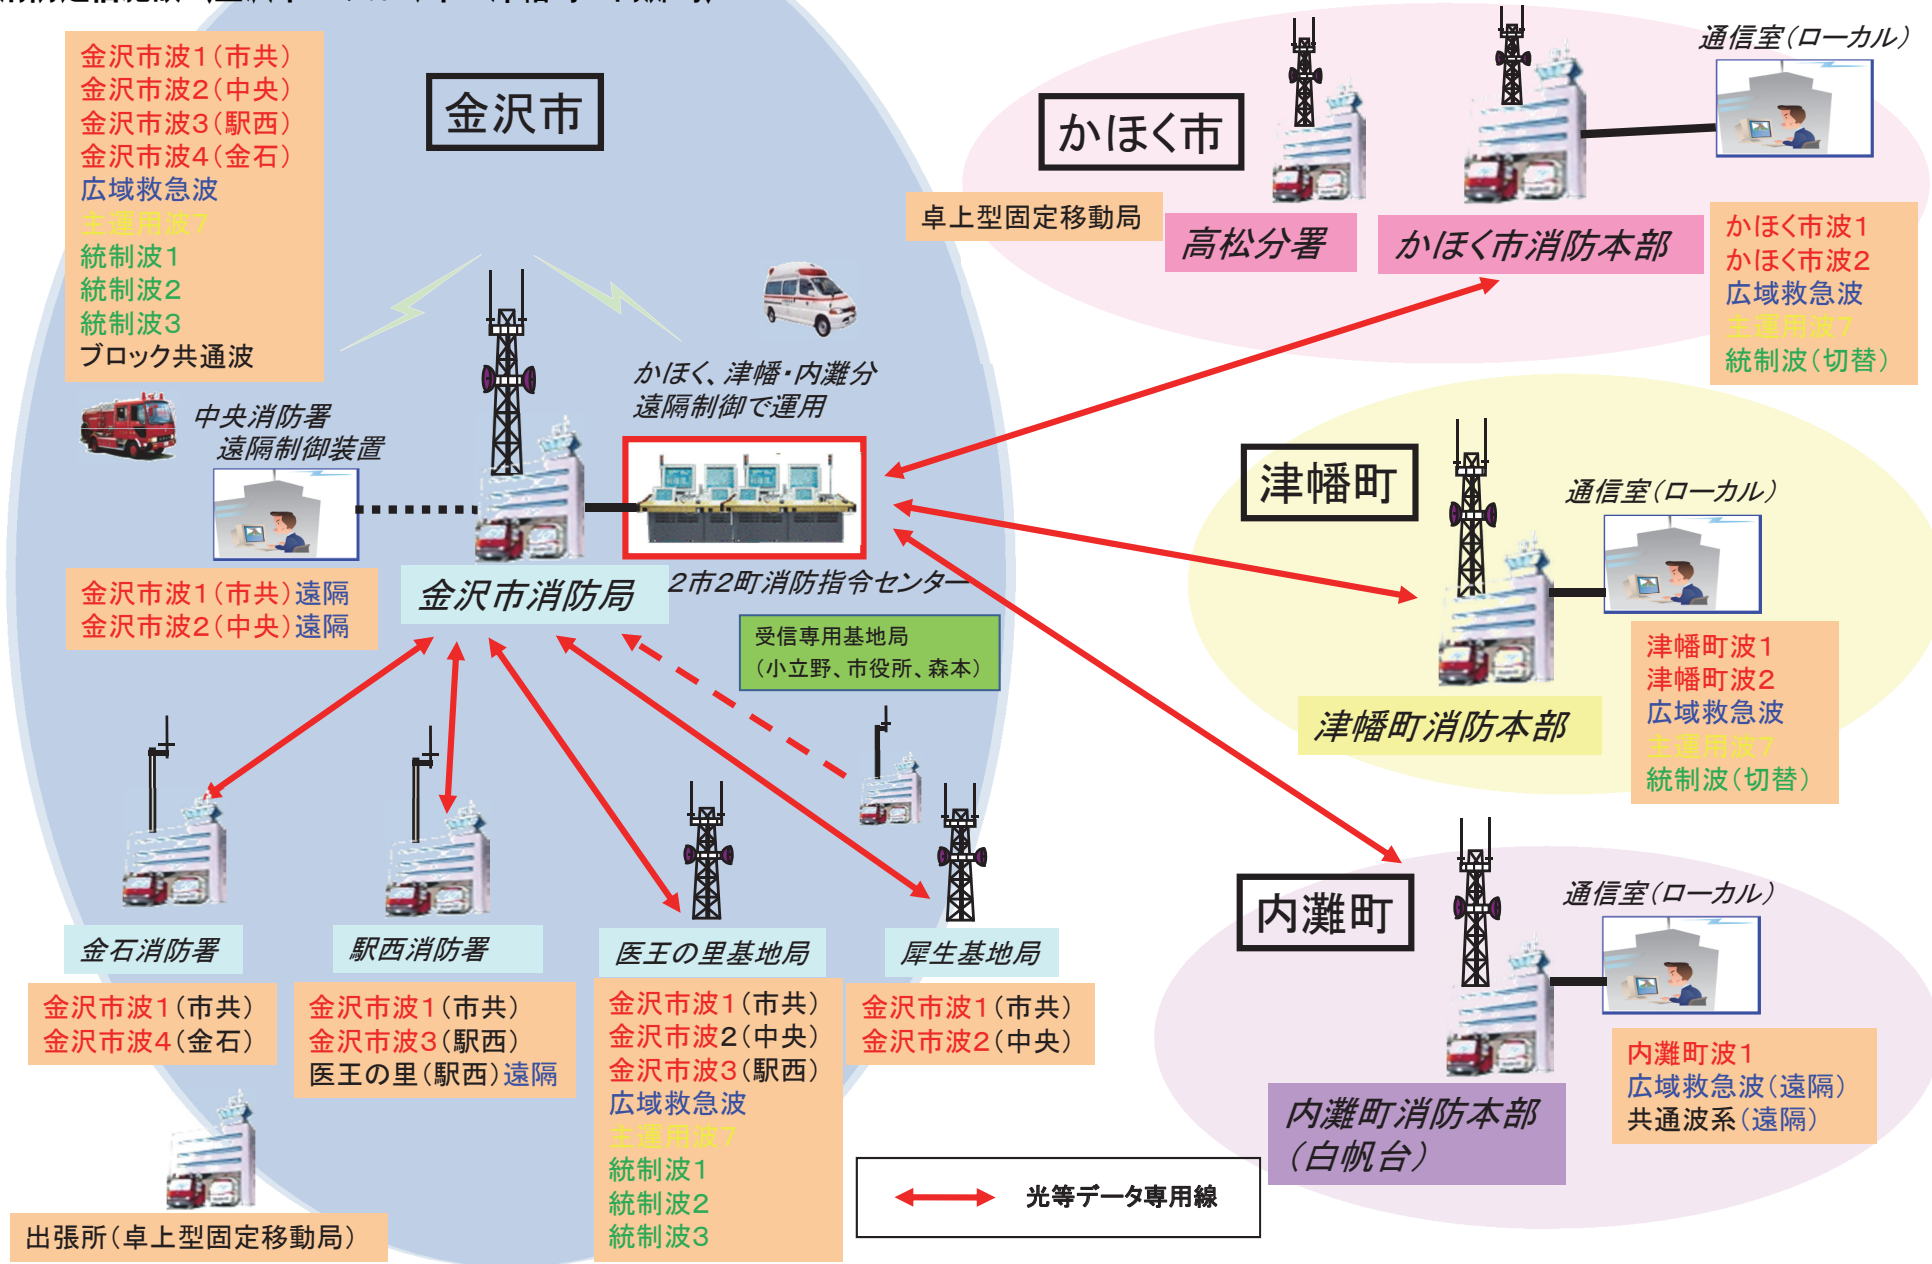 金沢市波1(市共)
金沢市波2(中央)
金沢市波3(駅西)
金沢市波4(金石)
広域救急波
主運用波7
統制波1
統制波2
統制波3
ブロック共通波
金沢市
かほく、津幡・内灘分
遠隔制御で運用
中央消防署
遠隔制御装置
金沢市波1(市共)遠隔
金沢市波2(中央)遠隔
金沢市消防局
2市2町消防指令センター
受信専用基地局
(小立野、市役所、森本)
金石消防署
金沢市波1(市共)
金沢市波4(金石)
駅西消防署
金沢市波1(市共)
金沢市波3(駅西)
医王の里(駅西)遠隔
医王の里基地局
金沢市波1(市共)
金沢市波2(中央)
金沢市波3(駅西)
広域救急波
主運用波7
統制波1
統制波2
統制波3
犀生基地局
金沢市波1(市共)
金沢市波2(中央)
出張所(卓上型固定移動局)
光等データ専用線
かほく市
通信室(ローカル)
卓上型固定移動局
高松分署
かほく市消防本部
かほく市波1
かほく市波2
広域救急波
主運用波7
統制波(切替)
津幡町
通信室(ローカル)
津幡町消防本部
津幡町波1
津幡町波2
広域救急波
主運用波7
統制波(切替)
内灘町
通信室(ローカル)
内灘町消防本部
(白帆台)
内灘町波1
広域救急波(遠隔)
共通波系(遠隔)